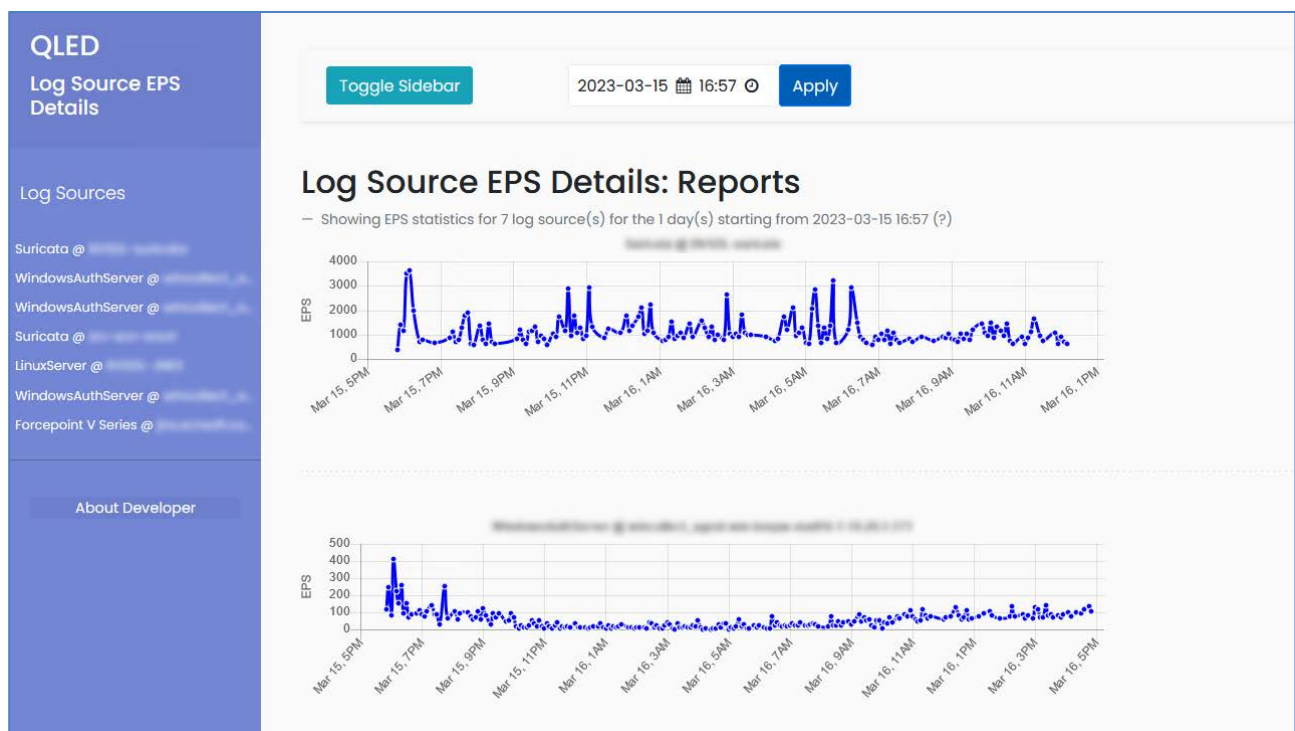 QLED
Log Source EPS
Details
Log Sources
Suricata @
WindowsAuthServer @
WindowsAuthServer @
Suricata @
LinuxServer @
WindowsAuthServer @
Forcepoint V Series @
About Developer
Toggle Sidebar
2023-03-15 16:57
Apply
Log Source EPS Details: Reports
— Showing EPS statistics for 7 log source(s) for the 1 day(s) starting from 2023-03-15 16:57 (?)
EPS
4000
3000
2000
1000
0
Mar 15, 5PM
Mar 15, 7PM
Mar 15, 9PM
Mar 15, 11PM
Mar 16, 1AM
Mar 16, 3AM
Mar 16, 5AM
Mar 16, 7AM
Mar 16, 9AM
Mar 16, 11AM
Mar 16, 1PM
EPS
500
400
300
200
100
0
Mar 15, 5PM
Mar 15, 7PM
Mar 15, 9PM
Mar 15, 11PM
Mar 16, 1AM
Mar 16, 3AM
Mar 16, 5AM
Mar 16, 7AM
Mar 16, 9AM
Mar 16, 11AM
Mar 16, 1PM
Mar 16, 3PM
Mar 16, 5PM